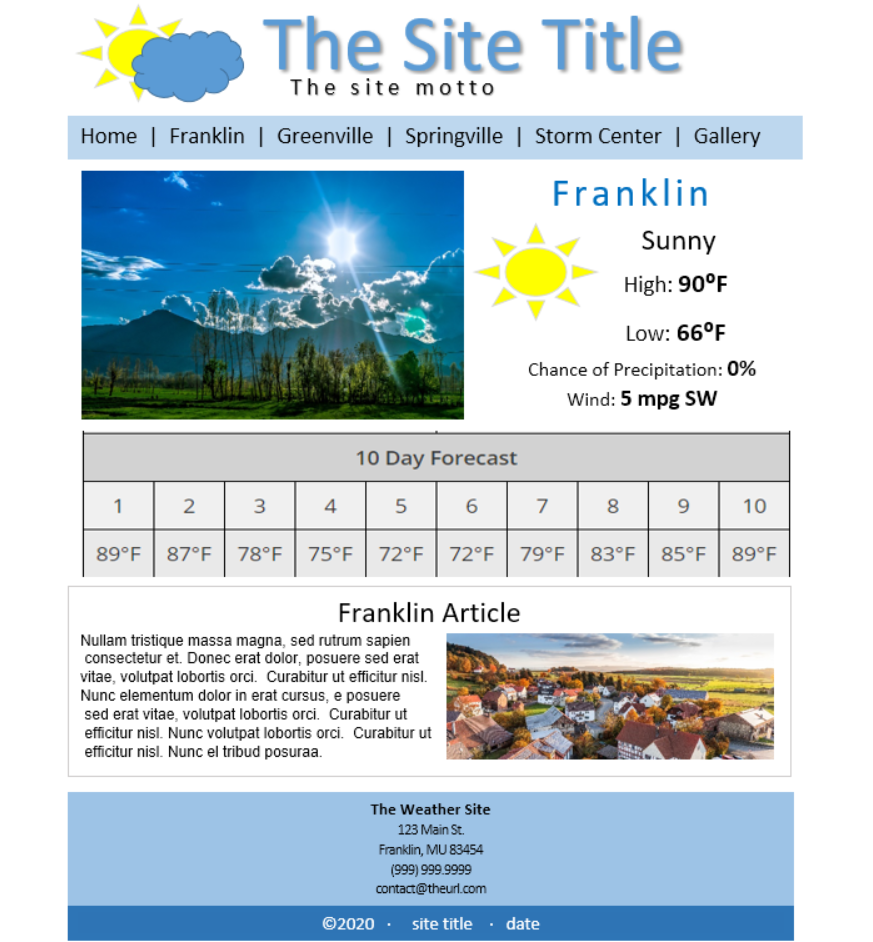 The Site Title
The site motto
Home | Franklin | Greenville | Springville | Storm Center | Gallery
Franklin
Sunny
High: 90⁰F
Low: 66⁰F
Chance of Precipitation: 0%
Wind: 5 mpg SW
10 Day Forecast
1 2 3 4 5 6 7 8 9 10
89°F 87°F 78°F 75°F 72°F 72°F 79°F 83°F 85°F 89°F
Franklin Article
Nullam tristique massa magna, sed rutrum sapien
consectetur et. Donec erat dolor, posuere sed erat
vitae, volutpat lobortis orci. Curabitur ut efficitur nisl.
Nunc elementum dolor in erat cursus, e posuere
sed erat vitae, volutpat lobortis orci. Curabitur ut
efficitur nisl. Nunc volutpat lobortis orci. Curabitur ut
efficitur nisl. Nunc el tribud posuraa.
The Weather Site
123 Main St.
Franklin, MU 83454
(999) 999.9999
contact@theurl.com
©2020 · site title · date